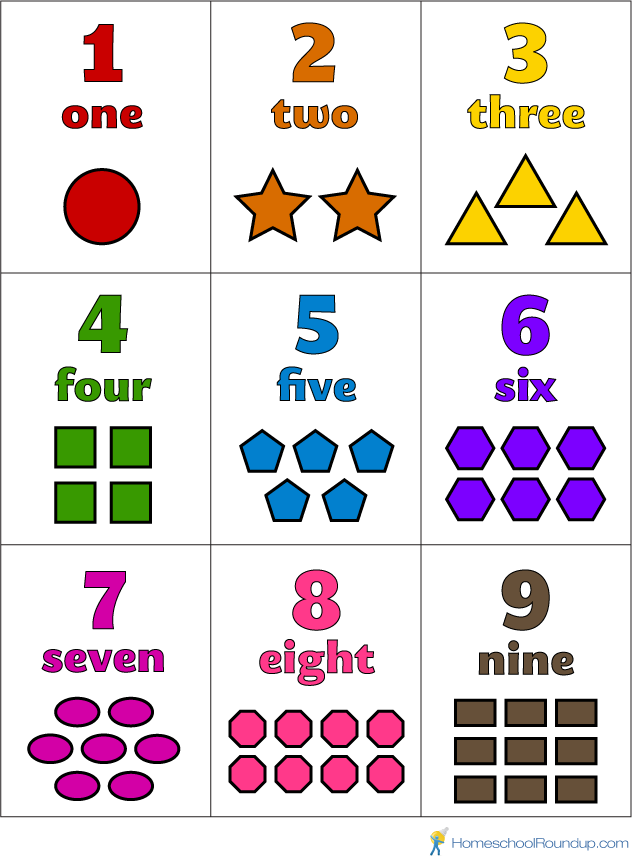 1 2 3
one two three
4 5 6
four five six
7 8 9
seven eight nine
HomeschoolRoundup.com